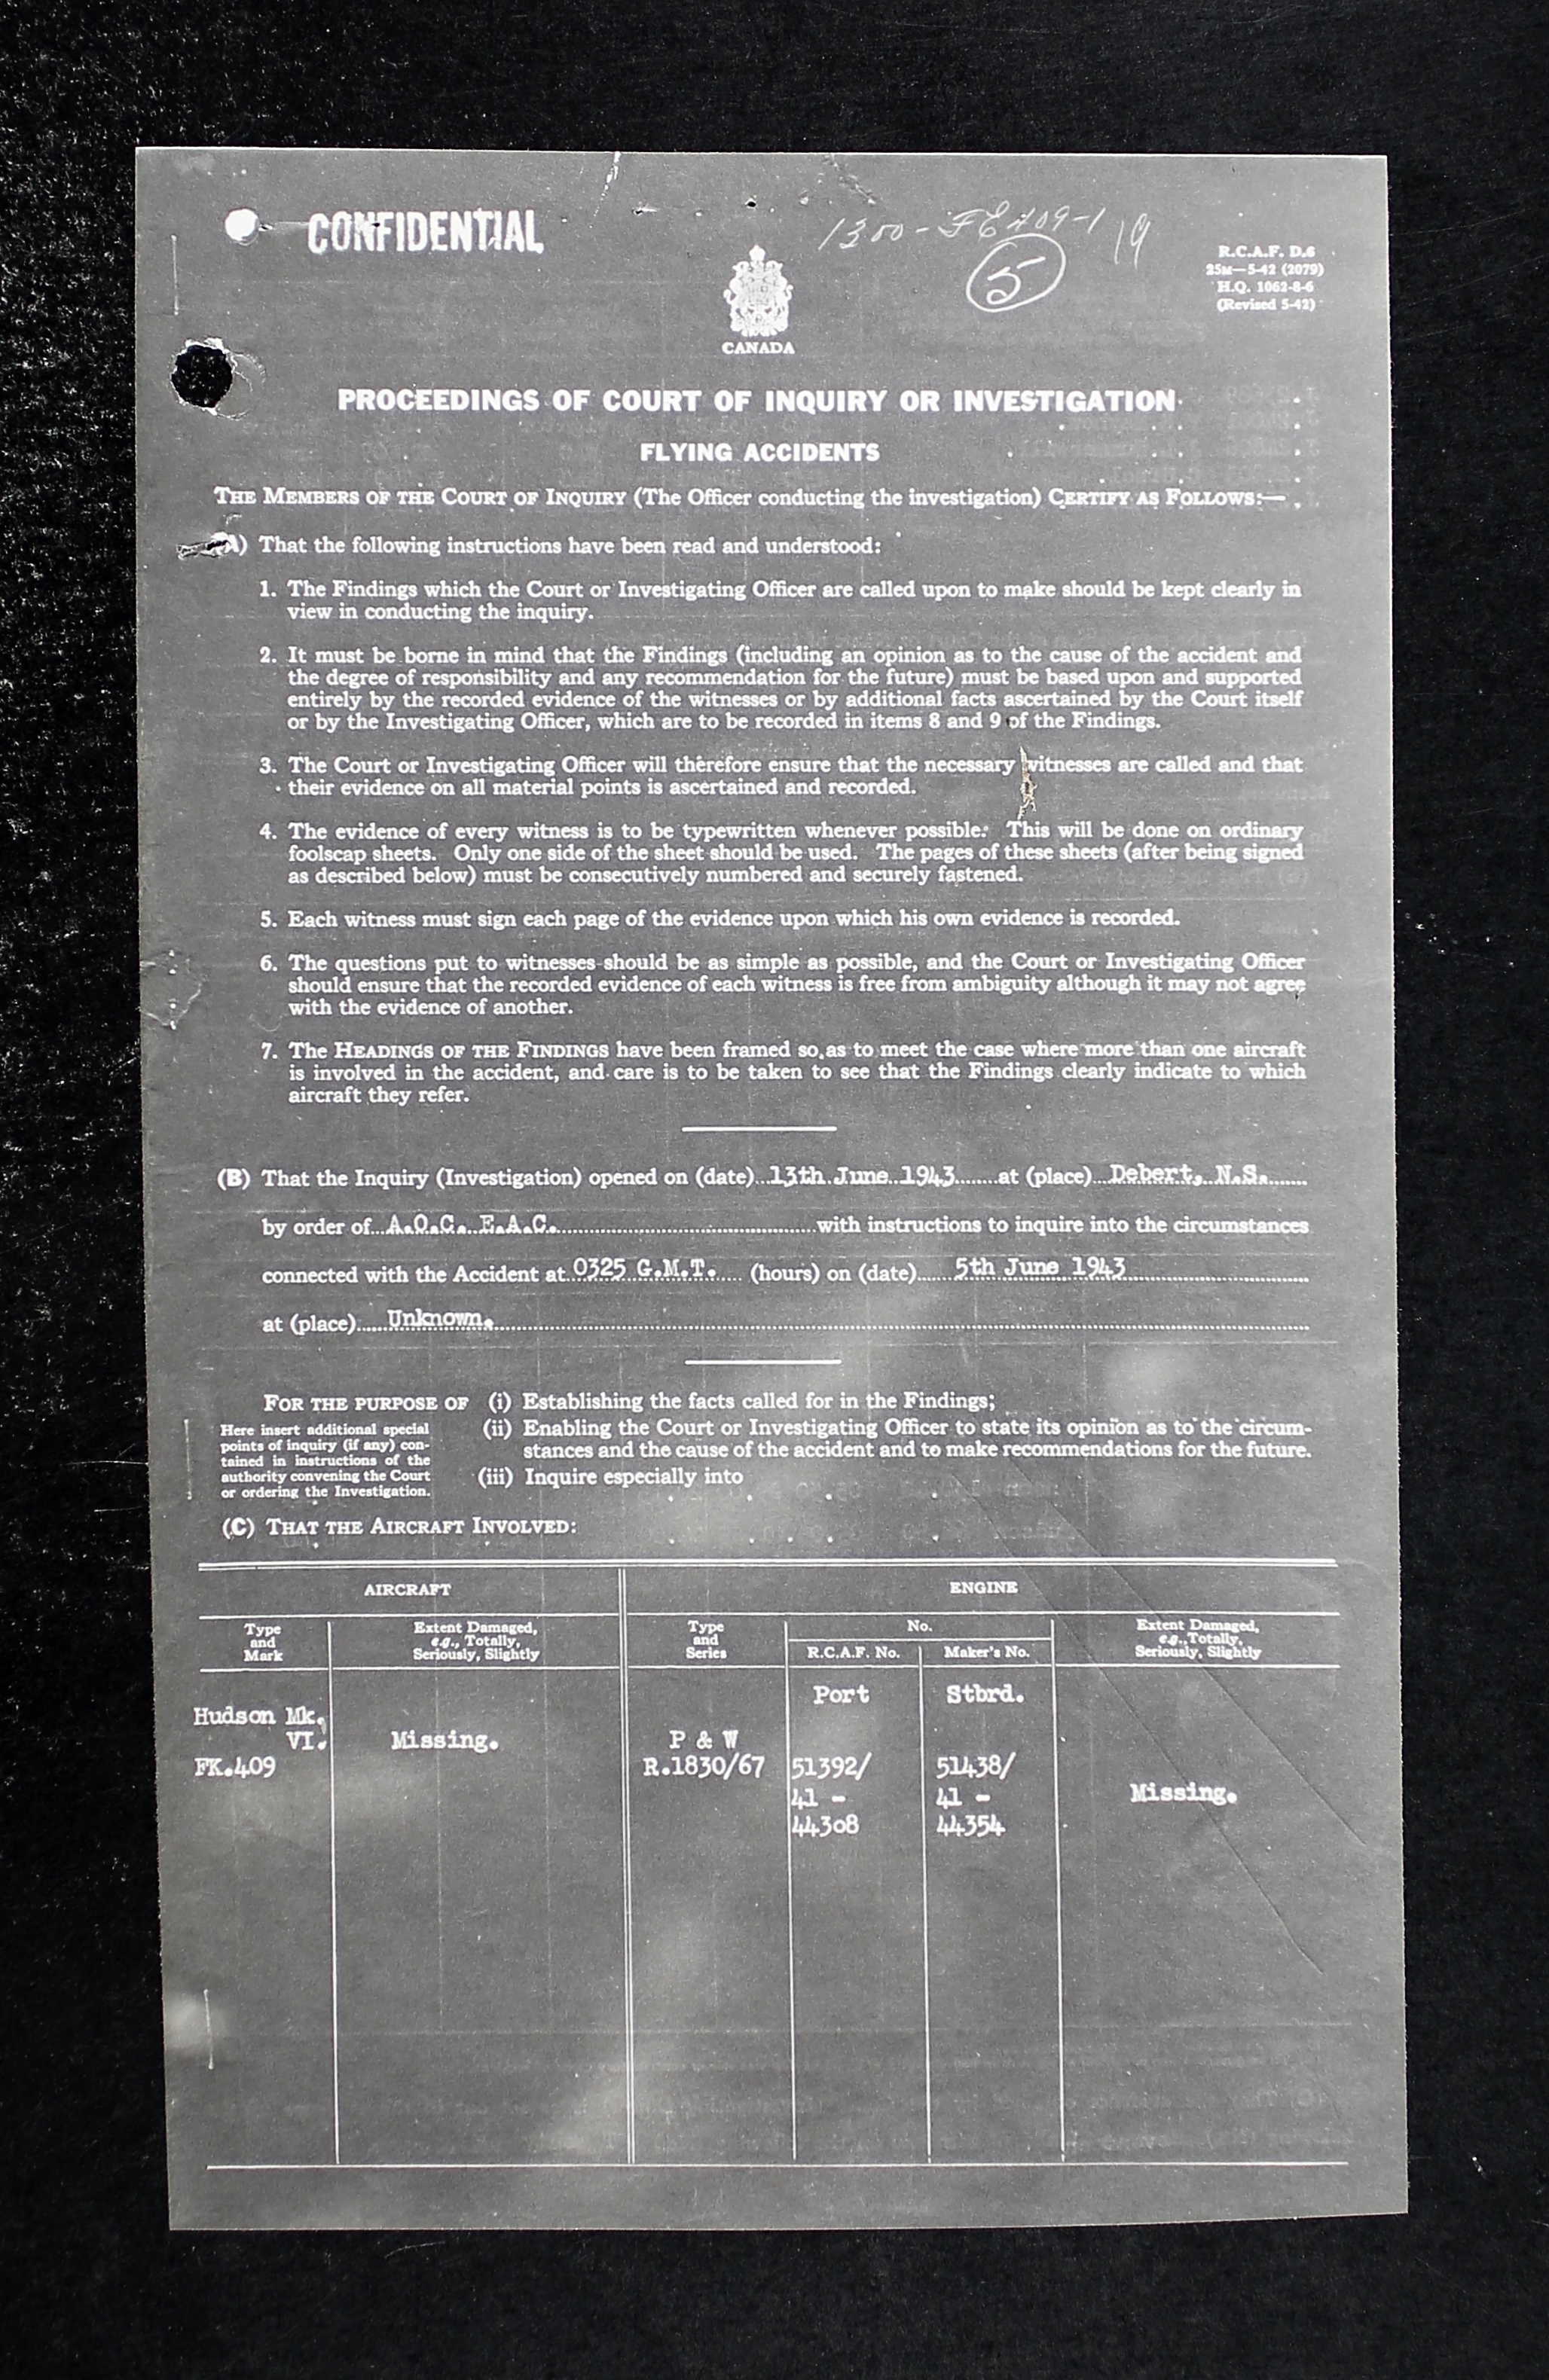 CONFIDENTIAL
1300-FE409-1 19
5
R.C.A.F. D.6
25M—5-42 (2079)
H.Q. 1062-8-6
(Revised 5-42)
CANADA
PROCEEDINGS OF COURT OF INQUIRY OR INVESTIGATION
FLYING ACCIDENTS
THE MEMBERS OF THE COURT OF INQUIRY (The Officer conducting the investigation) CERTIFY AS FOLLOWS:—
A) That the following instructions have been read and understood:
1. The Findings which the Court or Investigating Officer are called upon to make should be kept clearly in
view in conducting the inquiry.
2. It must be borne in mind that the Findings (including an opinion as to the cause of the accident and
the degree of responsibility and any recommendation for the future) must be based upon and supported
entirely by the recorded evidence of the witnesses or by additional facts ascertained by the Court itself
or by the Investigating Officer, which are to be recorded in items 8 and 9 of the Findings.
3. The Court or Investigating Officer will therefore ensure that the necessary witnesses are called and that
their evidence on all material points is ascertained and recorded.
4. The evidence of every witness is to be typewritten whenever possible. This will be done on ordinary
foolscap sheets. Only one side of the sheet should be used. The pages of these sheets (after being signed
as described below) must be consecutively numbered and securely fastened.
5. Each witness must sign each page of the evidence upon which his own evidence is recorded.
6. The questions put to witnesses should be as simple as possible, and the Court or Investigating Officer
should ensure that the recorded evidence of each witness is free from ambiguity although it may not agree
with the evidence of another.
7. The HEADINGS OF THE FINDINGS have been framed so as to meet the case where more than one aircraft
is involved in the accident, and care is to be taken to see that the Findings clearly indicate to which
aircraft they refer.
(B) That the Inquiry (Investigation) opened on (date) 13th June 1943 at (place) Debert, N.S.
by order of A.O.C. E.A.C. with instructions to inquire into the circumstances
connected with the Accident at 0325 G.M.T. (hours) on (date) 5th June 1943
at (place) Unknown.
FOR THE PURPOSE OF (i) Establishing the facts called for in the Findings;
(ii) Enabling the Court or Investigating Officer to state its opinion as to the circum-
stances and the cause of the accident and to make recommendations for the future.
(iii) Inquire especially into
Here insert additional special
points of inquiry (if any) con-
tained in instructions of the
authority convening the Court
or ordering the Investigation.
(C) THAT THE AIRCRAFT INVOLVED:
AIRCRAFT ENGINE
Type
and
Mark
Extent Damaged,
e.g., Totally,
Seriously, Slightly
Type
and
Series
No.
R.C.A.F. No. Maker's No.
Extent Damaged,
e.g., Totally,
Seriously, Slightly
Port Stbrd.
Hudson Mk.
VI. Missing. P & W
FK.409 R.1830/67 51392/ 51438/
41 - 41 - Missing.
44308 44354